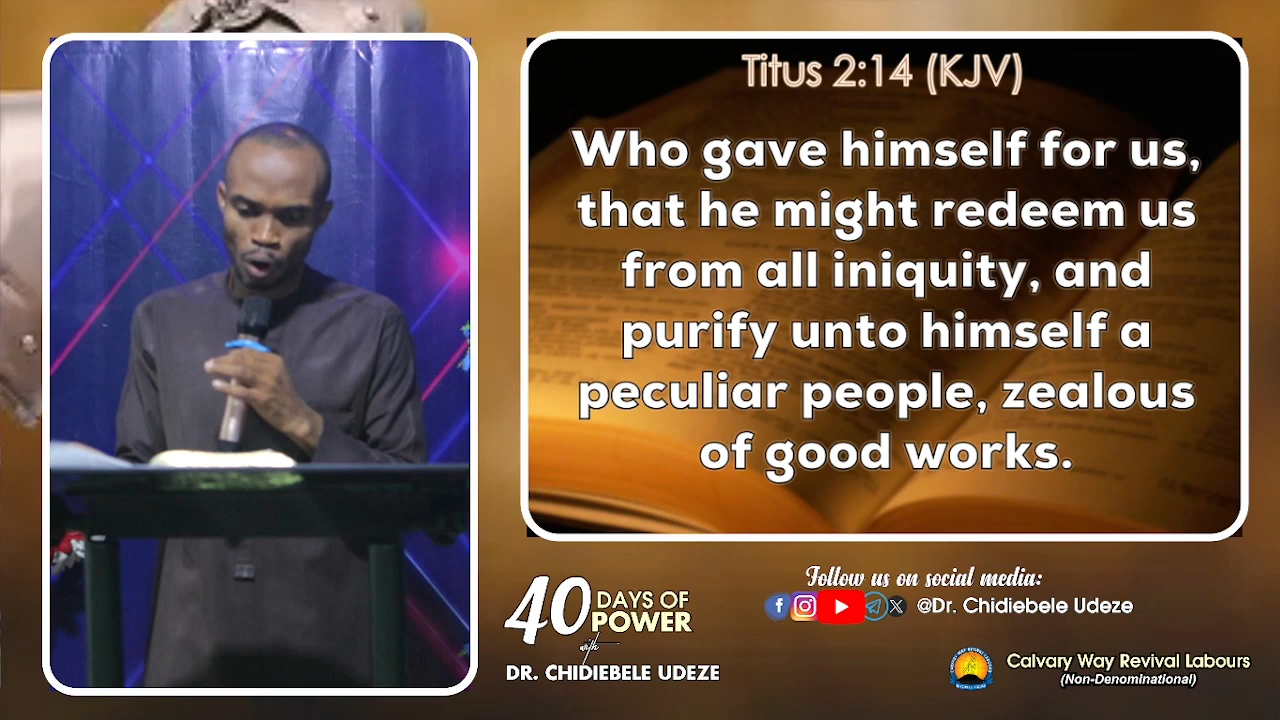 Titus 2:14 (KJV)
Who gave himself for us,
that he might redeem us
from all iniquity, and
purify unto himself a
peculiar people, zealous
of good works.
40 DAYS OF
POWER
with
DR. CHIDIEBELE UDEZE
Follow us on social media:
@Dr. Chidiebele Udeze
Calvary Way Revival Labours
(Non-Denominational)